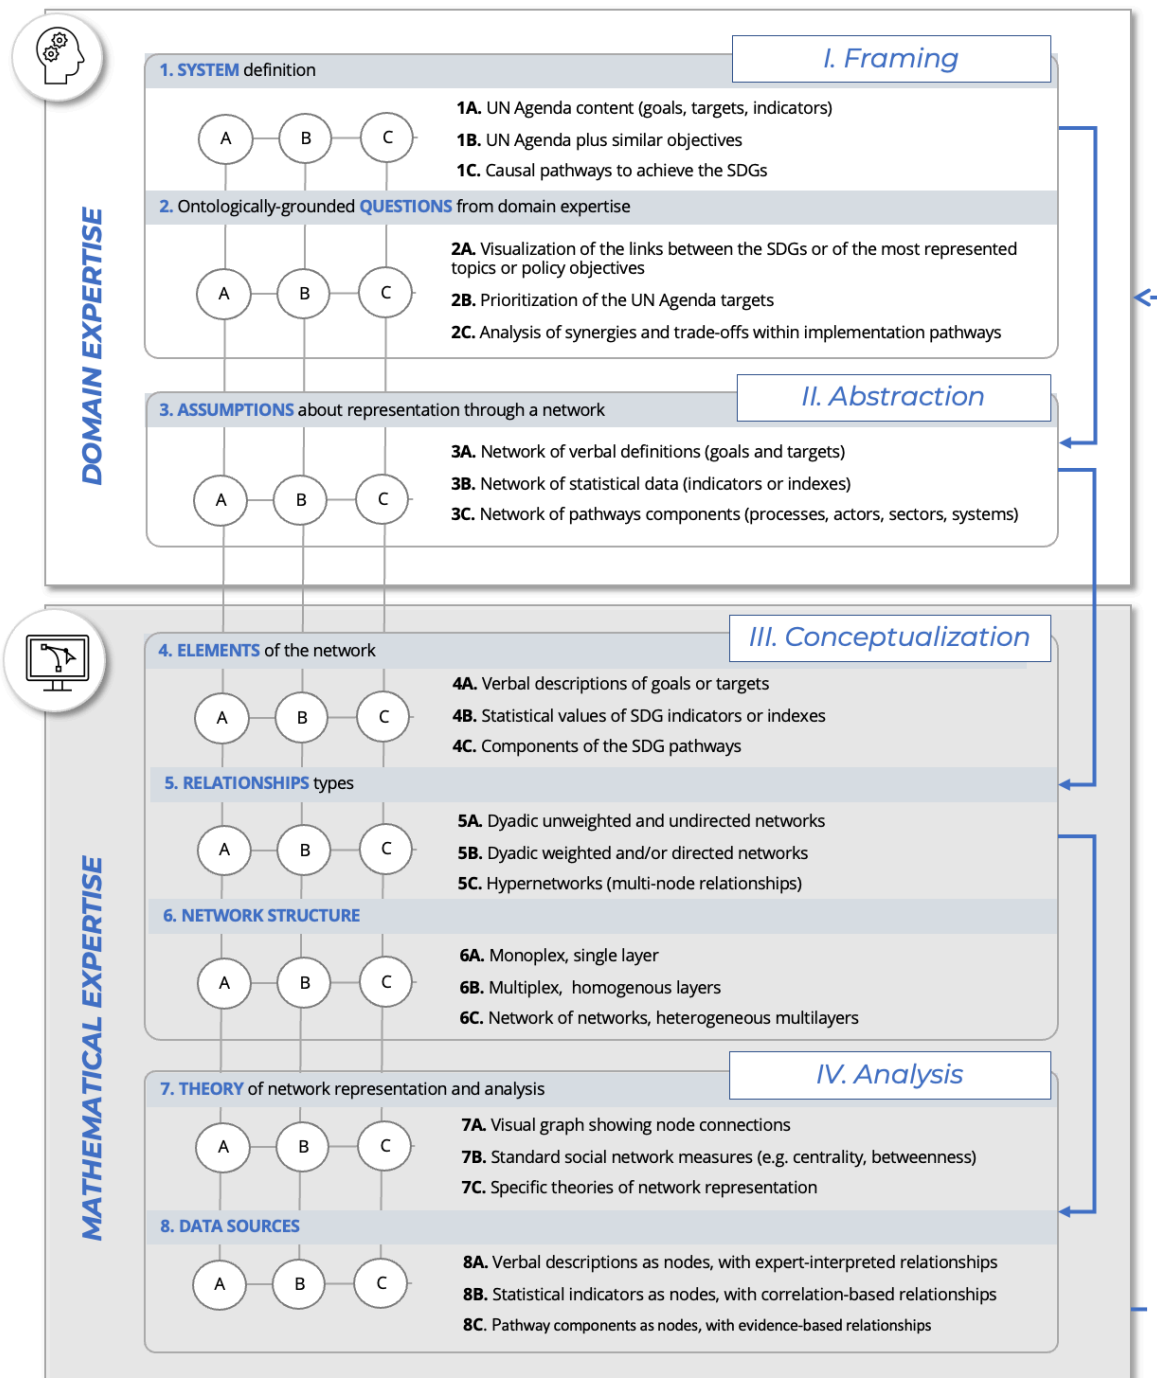 I. Framing
1. SYSTEM definition
A B C
1A. UN Agenda content (goals, targets, indicators)
1B. UN Agenda plus similar objectives
1C. Causal pathways to achieve the SDGs
2. Ontologically-grounded QUESTIONS from domain expertise
A B C
2A. Visualization of the links between the SDGs or of the most represented
topics or policy objectives
2B. Prioritization of the UN Agenda targets
2C. Analysis of synergies and trade-offs within implementation pathways
DOMAIN EXPERTISE
II. Abstraction
3. ASSUMPTIONS about representation through a network
A B C
3A. Network of verbal definitions (goals and targets)
3B. Network of statistical data (indicators or indexes)
3C. Network of pathways components (processes, actors, sectors, systems)
III. Conceptualization
4. ELEMENTS of the network
A B C
4A. Verbal descriptions of goals or targets
4B. Statistical values of SDG indicators or indexes
4C. Components of the SDG pathways
5. RELATIONSHIPS types
A B C
5A. Dyadic unweighted and undirected networks
5B. Dyadic weighted and/or directed networks
5C. Hypernetworks (multi-node relationships)
6. NETWORK STRUCTURE
A B C
6A. Monoplex, single layer
6B. Multiplex, homogenous layers
6C. Network of networks, heterogeneous multilayers
MATHEMATICAL EXPERTISE
IV. Analysis
7. THEORY of network representation and analysis
A B C
7A. Visual graph showing node connections
7B. Standard social network measures (e.g. centrality, betweenness)
7C. Specific theories of network representation
8. DATA SOURCES
A B C
8A. Verbal descriptions as nodes, with expert-interpreted relationships
8B. Statistical indicators as nodes, with correlation-based relationships
8C. Pathway components as nodes, with evidence-based relationships